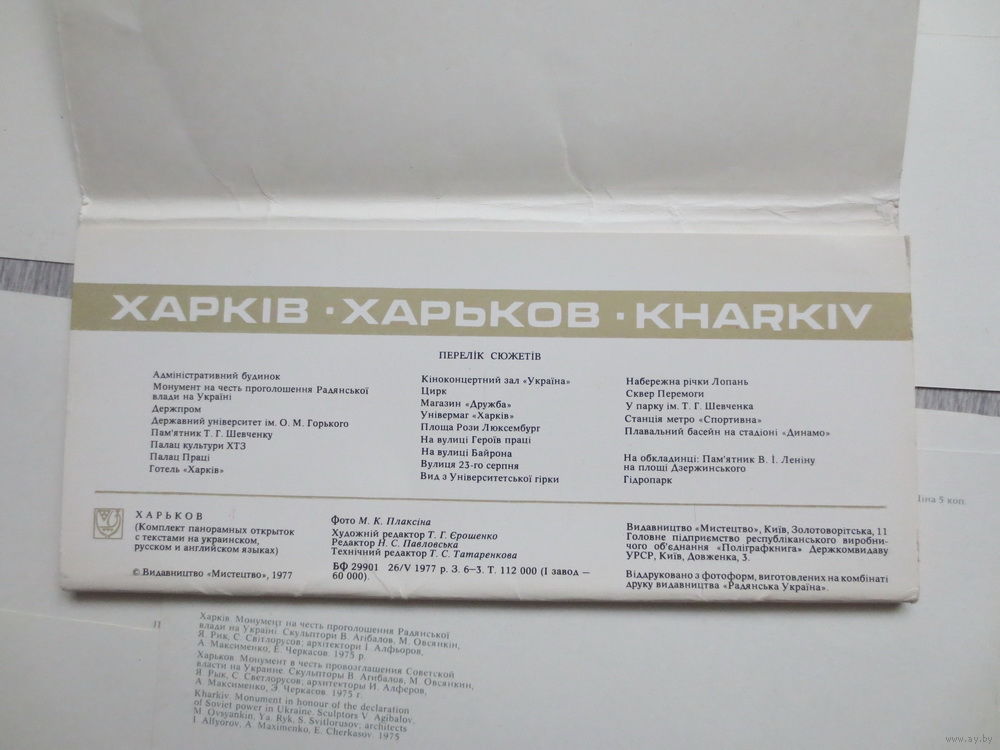 ХАРКІВ · ХАРЬКОВ · KHARKIV
ПЕРЕЛІК СЮЖЕТІВ
Адміністративний будинок
Монумент на честь проголошення Радянської
влади на Україні
Держпром
Державний університет ім. О. М. Горького
Пам'ятник Т. Г. Шевченку
Палац культури ХТЗ
Палац Праці
Готель «Харків»
Кіноконцертний зал «Україна»
Цирк
Магазин «Дружба»
Універмаг «Харків»
Площа Рози Люксембург
На вулиці Героїв праці
На вулиці Байрона
Вулиця 23-го серпня
Вид з Університетської гірки
Набережна річки Лопань
Сквер Перемоги
У парку ім. Т. Г. Шевченка
Станція метро «Спортивна»
Плавальний басейн на стадіоні «Динамо»
На обкладинці: Пам'ятник В. І. Леніну
на площі Дзержинського
Гідропарк
ХАРЬКОВ
(Комплект панорамных открыток
с текстами на украинском,
русском и английском языках)
© Видавництво «Мистецтво», 1977
Фото М. К. Плаксіна
Художній редактор Т. Г. Єрошенко
Редактор Н. С. Павловська
Технічний редактор Т. С. Татаренкова
БФ 29901 26/V 1977 р. З. 6—3. Т. 112 000 (І завод —
60 000).
Видавництво «Мистецтво», Київ, Золотоворітська, 11
Головне підприємство республіканського виробни-
чого об'єднання «Поліграфкнига» Держкомвидаву
УРСР, Київ, Довженка, 3.
Віддруковано з фотоформ, виготовлених на комбінаті
друку видавництва «Радянська Україна».
Ціна 5 коп.
11
Харків. Монумент на честь проголошення Радянської
влади на Україні. Скульптори В. Агібалов, М. Овсянкін,
Я. Рик, С. Світлорусов; архітектори І. Алфьоров,
А. Максименко, Е. Черкасов. 1975 р.
Харьков. Монумент в честь провозглашения Советской
власти на Украине. Скульпторы В. Агибалов, М. Овсянкин,
Я. Рык, С. Светлорусов; архитекторы И. Алферов,
А. Максименко, Э. Черкасов. 1975 г.
Kharkiv. Monument in honour of the declaration
of Soviet power in Ukraine. Sculptors V. Agibalov,
M. Ovsyankin, Ya. Ryk, S. Svitlorusov; architects
I. Alfyorov, A. Maximenko, E. Cherkasov. 1975
www.ay.by